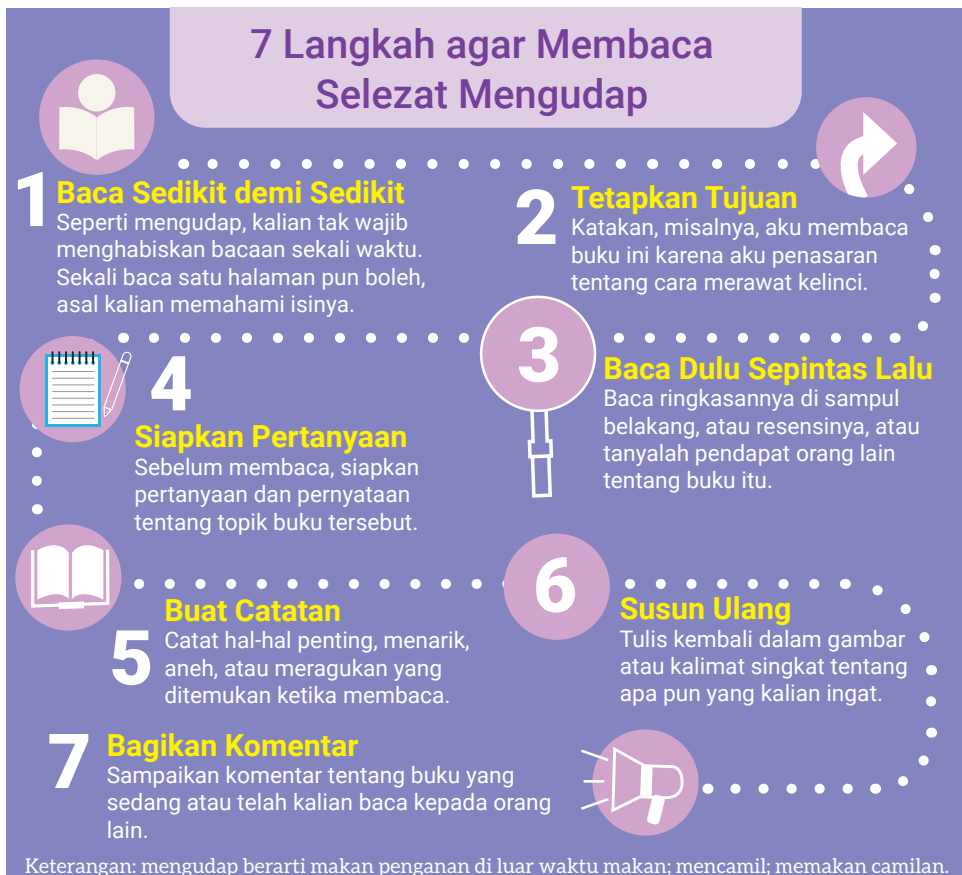 7 Langkah agar Membaca
Selezat Mengudap
1
Baca Sedikit demi Sedikit
Seperti mengudap, kalian tak wajib
menghabiskan bacaan sekali waktu.
Sekali baca satu halaman pun boleh,
asal kalian memahami isinya.
2
Tetapkan Tujuan
Katakan, misalnya, aku membaca
buku ini karena aku penasaran
tentang cara merawat kelinci.
3
Baca Dulu Sepintas Lalu
Baca ringkasannya di sampul
belakang, atau resensinya, atau
tanyalah pendapat orang lain
tentang buku itu.
4
Siapkan Pertanyaan
Sebelum membaca, siapkan
pertanyaan dan pernyataan
tentang topik buku tersebut.
5
Buat Catatan
Catat hal-hal penting, menarik,
aneh, atau meragukan yang
ditemukan ketika membaca.
6
Susun Ulang
Tulis kembali dalam gambar
atau kalimat singkat tentang
apa pun yang kalian ingat.
7
Bagikan Komentar
Sampaikan komentar tentang buku yang
sedang atau telah kalian baca kepada orang
lain.
Keterangan: mengudap berarti makan penganan di luar waktu makan; mencamil; memakan camilan.